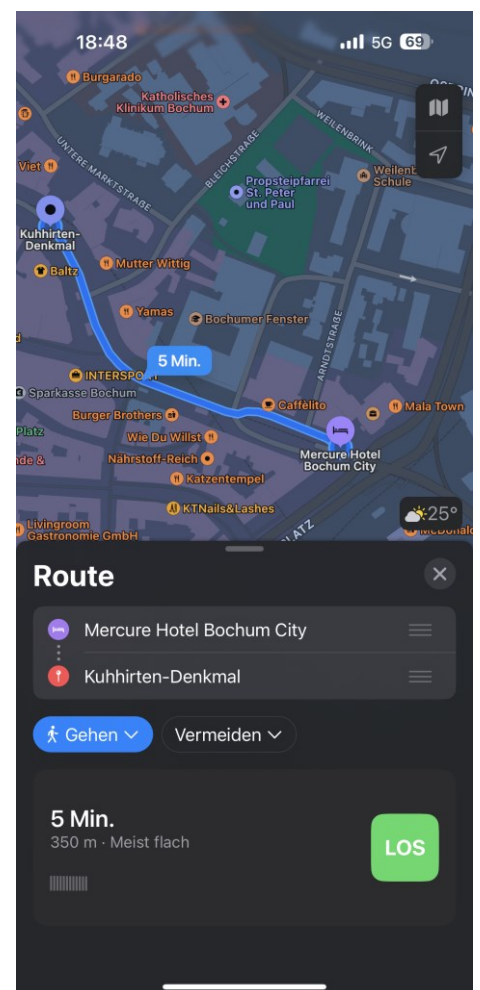 18:48
5G
69
Burgarado
Katholisches
Klinikum Bochum
WEILENBRINK
UNTERE MARKTSTRAßE
BLEICHSTRAßE
Viet
Propsteipfarrei
St. Peter
und Paul
Schule
Kuhhirten-
Denkmal
Baltz
Mutter Wittig
Yamas
Bochumer Fenster
ARNDTSTRAßE
5 Min.
Sparkasse Bochum
Caffèlito
Burger Brothers
Mala Town
Platz
Wie Du Willst
Mercure Hotel
Bochum City
Nährstoff-Reich
Katzentempel
KTNails&Lashes
25°
Livingroom
Gastronomie GmbH
Route
Mercure Hotel Bochum City
Kuhhirten-Denkmal
Gehen
Vermeiden
5 Min.
350 m · Meist flach
LOS